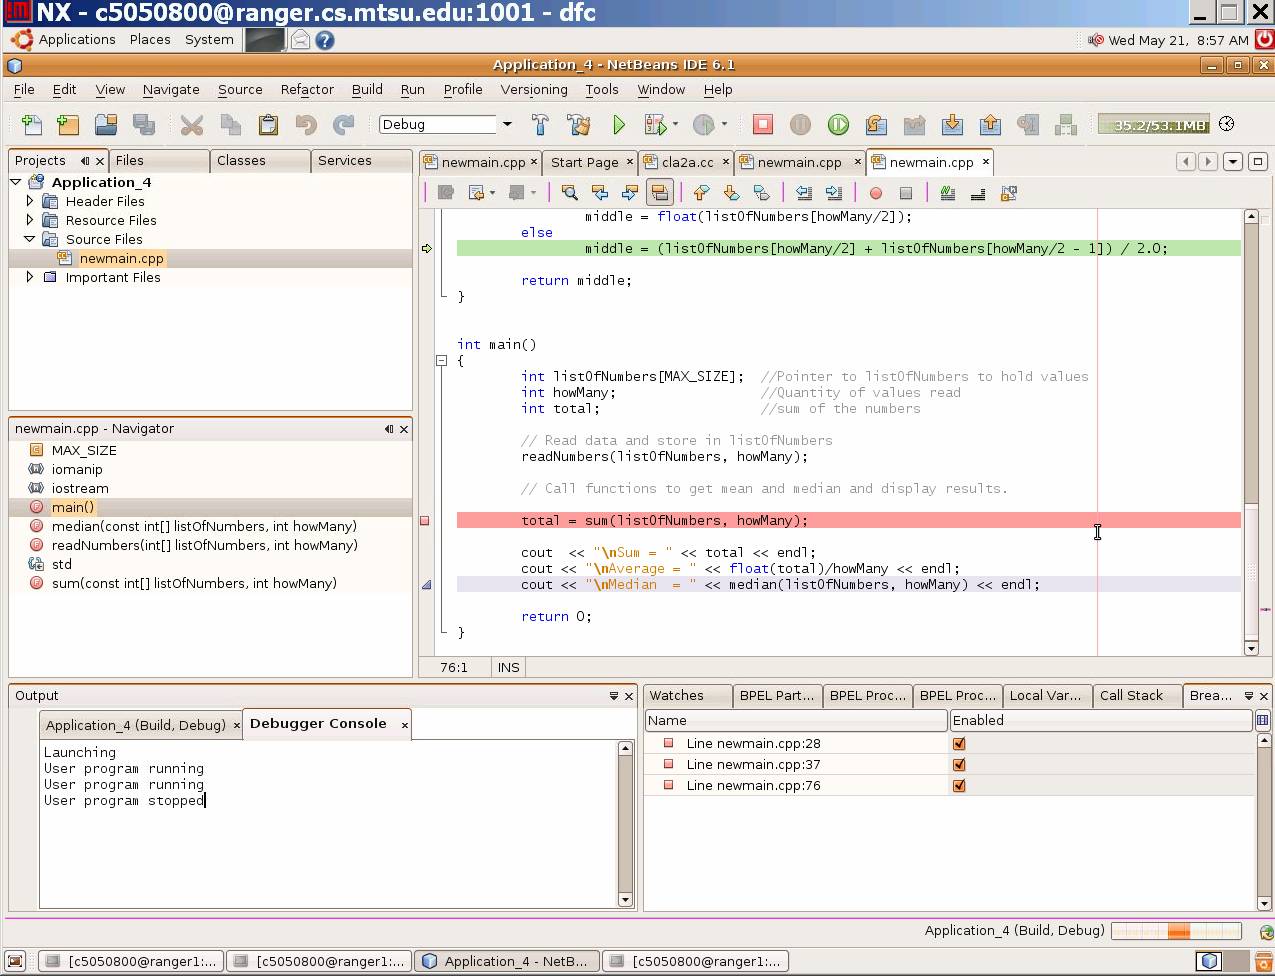 NX - c5050800@ranger.cs.mtsu.edu:1001 - dfc
Applications Places System
Wed May 21, 8:57 AM
Application_4 - NetBeans IDE 6.1
File Edit View Navigate Source Refactor Build Run Profile Versioning Tools Window Help
Debug
35.2/53.1MB
Projects Files Classes Services
newmain.cpp Start Page cla2a.cc newmain.cpp newmain.cpp
Application_4
Header Files
Resource Files
Source Files
newmain.cpp
Important Files
newmain.cpp - Navigator
MAX_SIZE
iomanip
iostream
main()
median(const int[] listOfNumbers, int howMany)
readNumbers(int[] listOfNumbers, int howMany)
std
sum(const int[] listOfNumbers, int howMany)
middle = float(listOfNumbers[howMany/2]);
else
middle = (listOfNumbers[howMany/2] + listOfNumbers[howMany/2 - 1]) / 2.0;
return middle;
}
int main()
{
int listOfNumbers[MAX_SIZE]; //Pointer to listOfNumbers to hold values
int howMany; //Quantity of values read
int total; //sum of the numbers
// Read data and store in listOfNumbers
readNumbers(listOfNumbers, howMany);
// Call functions to get mean and median and display results.
total = sum(listOfNumbers, howMany);
cout << "\nSum = " << total << endl;
cout << "\nAverage = " << float(total)/howMany << endl;
cout << "\nMedian = " << median(listOfNumbers, howMany) << endl;
return 0;
}
76:1 INS
Output
Application_4 (Build, Debug) Debugger Console
Launching
User program running
User program running
User program stopped
Watches BPEL Part... BPEL Proc... BPEL Proc... Local Var... Call Stack Brea...
Name Enabled
Line newmain.cpp:28
Line newmain.cpp:37
Line newmain.cpp:76
Application_4 (Build, Debug)
[c5050800@ranger1:... [c5050800@ranger1:... Application_4 - NetB... [c5050800@ranger1:...